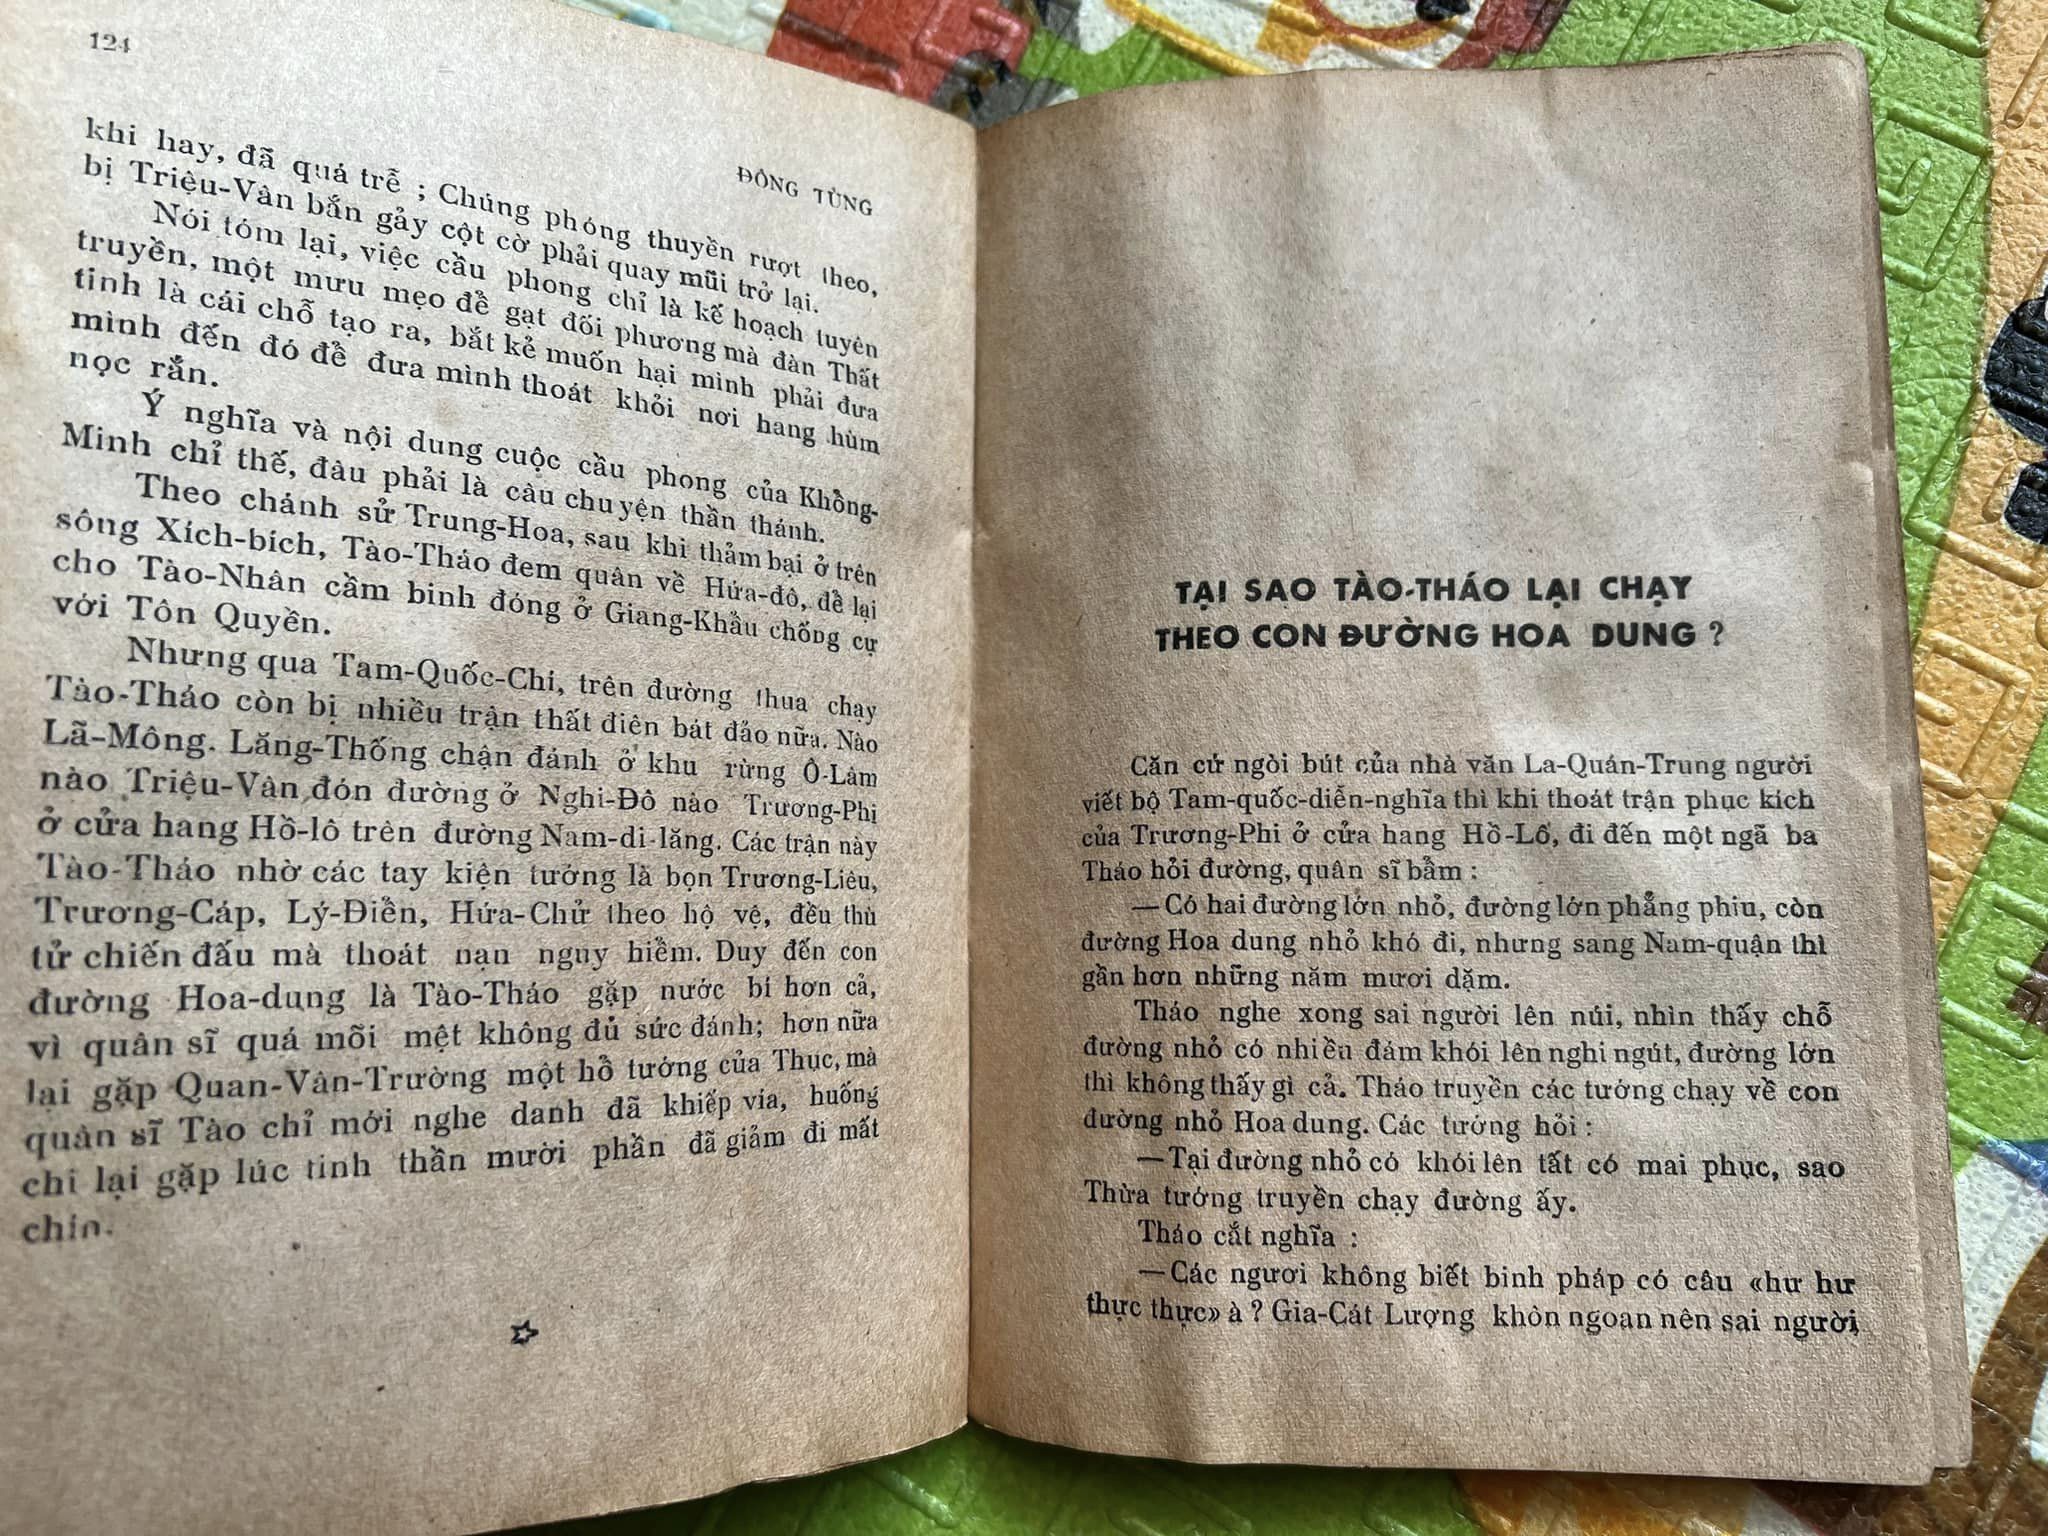 124
ĐÔNG TÙNG
khi hay, đã quá trễ ; Chúng phóng thuyền rượt theo,
bị Triệu-Vân bắn gảy cột cờ phải quay mũi trở lại.
Nói tóm lại, việc cầu phong chỉ là kế hoạch tuyên
truyền, một mưu mẹo để gạt đối phương mà đàn Thất
tinh là cái chỗ tạo ra, bắt kẻ muốn hại mình phải đưa
mình đến đó để đưa mình thoát khỏi nơi hang hùm
nọc rắn.
Ý nghĩa và nội dung cuộc cầu phong của Khồng-
Minh chỉ thế, đàu phải là câu chuyện thần thánh.
Theo chánh sử Trung-Hoa, sau khi thảm bại ở trên
sông Xích-bích, Tào-Tháo đem quân về Hứa-đô, để lại
cho Tào-Nhân cầm binh đóng ở Giang-Khẩu chống cự
với Tôn Quyền.
Nhưng qua Tam-Quốc-Chí, trên đường thua chạy
Tào-Tháo còn bị nhiều trận thất điên bát đảo nữa. Nào
Lã-Mông. Lăng-Thống chận đánh ở khu rừng Ô-Lâm
nào Triệu-Vân đón đường ở Nghi-Đô nào Trương-Phi
ở cửa hang Hồ-lô trên đường Nam-di-lăng. Các trận này
Tào-Tháo nhờ các tay kiện tướng là bọn Trương-Liêu,
Trương-Cáp, Lý-Điền, Hứa-Chử theo hộ vệ, đều thù
tử chiến đấu mà thoát nạn nguy hiểm. Duy đến con
đường Hoa-dung là Tào-Tháo gặp nước bí hơn cả,
vì quân sĩ quá mõi mệt không đủ sức đánh; hơn nữa
lại gặp Quan-Vân-Trường một hổ tướng của Thục, mà
quân sĩ Tào chỉ mới nghe danh đã khiếp vía, huống
chi lại gặp lúc tinh thần mười phần đã giảm đi mất
chín.
TẠI SAO TÀO-THÁO LẠI CHẠY
THEO CON ĐƯỜNG HOA DUNG ?
Căn cứ ngòi bút của nhà văn La-Quán-Trung người
viết bộ Tam-quốc-diễn-nghĩa thì khi thoát trận phục kích
của Trương-Phi ở cửa hang Hồ-Lố, đi đến một ngã ba
Tháo hỏi đường, quân sĩ bẩm :
— Có hai đường lớn nhỏ, đường lớn phẳng phiu, còn
đường Hoa dung nhỏ khó đi, nhưng sang Nam-quận thì
gần hơn những năm mươi dặm.
Tháo nghe xong sai người lên núi, nhìn thấy chỗ
đường nhỏ có nhiều đám khói lên nghi ngút, đường lớn
thì không thấy gì cả. Tháo truyền các tướng chạy về con
đường nhỏ Hoa dung. Các tướng hỏi :
— Tại đường nhỏ có khói lên tất có mai phục, sao
Thừa tướng truyền chạy đường ấy.
Tháo cắt nghĩa :
— Các ngươi không biết binh pháp có câu «hư hư
thực thực» à ? Gia-Cát Lượng khòn ngoan nên sai người,